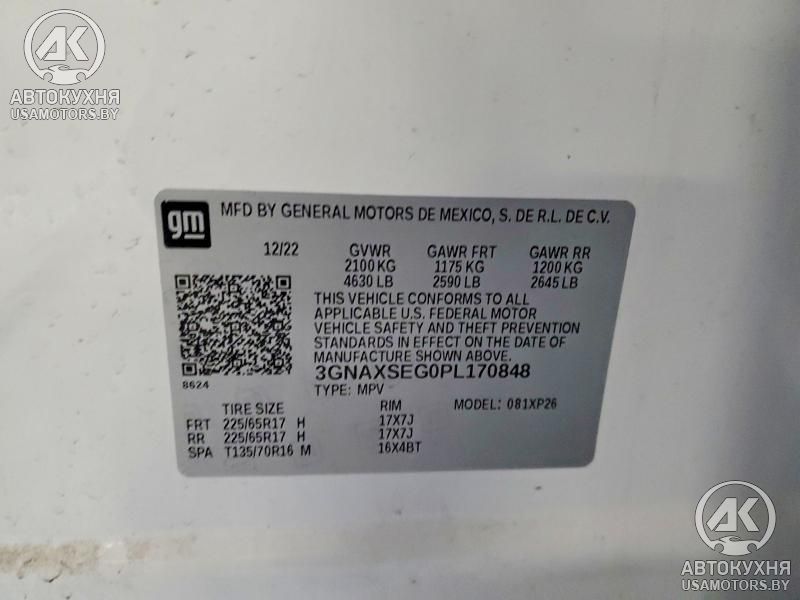 AK
АВТОКУХНЯ
USAMOTORS.BY
gm
MFD BY GENERAL MOTORS DE MEXICO, S. DE R.L. DE C.V.
12/22 GVWR GAWR FRT GAWR RR
2100 KG 1175 KG 1200 KG
4630 LB 2590 LB 2645 LB
THIS VEHICLE CONFORMS TO ALL
APPLICABLE U.S. FEDERAL MOTOR
VEHICLE SAFETY AND THEFT PREVENTION
STANDARDS IN EFFECT ON THE DATE OF
MANUFACTURE SHOWN ABOVE.
3GNAXSEG0PL170848
8624
TYPE: MPV
TIRE SIZE RIM MODEL: 081XP26
FRT 225/65R17 H 17X7J
RR 225/65R17 H 17X7J
SPA T135/70R16 M 16X4BT
AK
АВТОКУХНЯ
USAMOTORS.BY